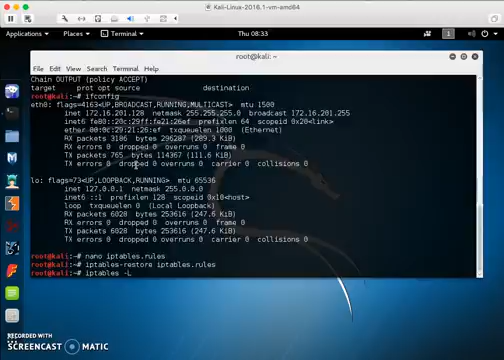 Kali-Linux-2016.1-vm-amd64
Applications Places Terminal Thu 08:33 1
Terminal
File Edit View Search Terminal Help
Chain OUTPUT (policy ACCEPT)
target prot opt source destination
root@kali:~# ifconfig
eth0: flags=4163<UP,BROADCAST,RUNNING,MULTICAST> mtu 1500
inet 172.16.201.128 netmask 255.255.255.0 broadcast 172.16.201.255
inet6 fe80::20c:29ff:fe21:26ef prefixlen 64 scopeid 0x20<link>
ether 00:0c:29:21:26:ef txqueuelen 1000 (Ethernet)
RX packets 3186 bytes 296287 (289.3 KiB)
RX errors 0 dropped 0 overruns 0 frame 0
TX packets 765 bytes 114367 (111.6 KiB)
TX errors 0 dropped 0 overruns 0 carrier 0 collisions 0
lo: flags=73<UP,LOOPBACK,RUNNING> mtu 65536
inet 127.0.0.1 netmask 255.0.0.0
inet6 ::1 prefixlen 128 scopeid 0x10<host>
loop txqueuelen 0 (Local Loopback)
RX packets 6028 bytes 253656 (247.6 KiB)
RX errors 0 dropped 0 overruns 0 frame 0
TX packets 6028 bytes 253656 (247.6 KiB)
TX errors 0 dropped 0 overruns 0 carrier 0 collisions 0
root@kali:~# nano iptables.rules
root@kali:~# iptables-restore iptables.rules
root@kali:~# iptables -L
RECORDED WITH
SCREENCAST MATIC